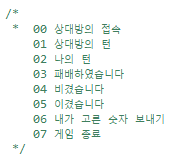 /*
 *  00 상대방의 접속
    01 상대방의 턴
    02 나의 턴
    03 패배하였습니다
    04 비겼습니다
    05 이겼습니다
    06 내가 고른 숫자 보내기
    07 게임 종료
 */